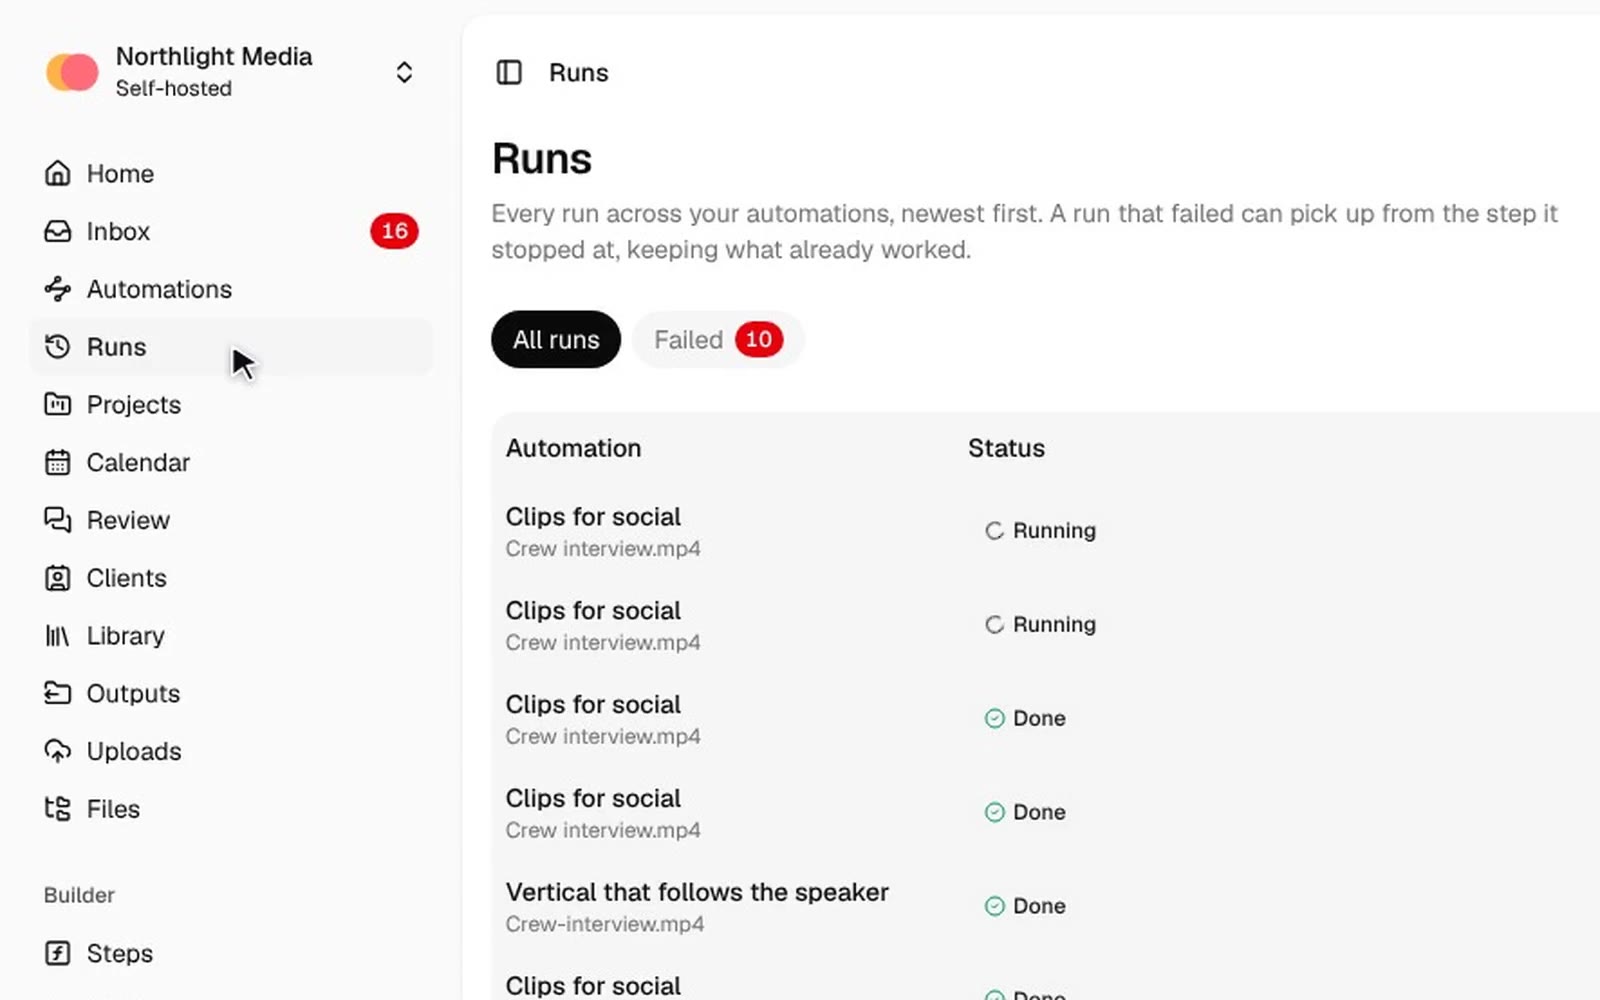 Northlight Media
Self-hosted
Home
Inbox
16
Automations
Runs
Projects
Calendar
Review
Clients
Library
Outputs
Uploads
Files
Builder
Steps
Runs
Runs
Every run across your automations, newest first. A run that failed can pick up from the step it
stopped at, keeping what already worked.
All runs
Failed 10
Automation Status
Clips for social
Crew interview.mp4
Running
Clips for social
Crew interview.mp4
Running
Clips for social
Crew interview.mp4
Done
Clips for social
Crew interview.mp4
Done
Vertical that follows the speaker
Crew-interview.mp4
Done
Clips for social
Done